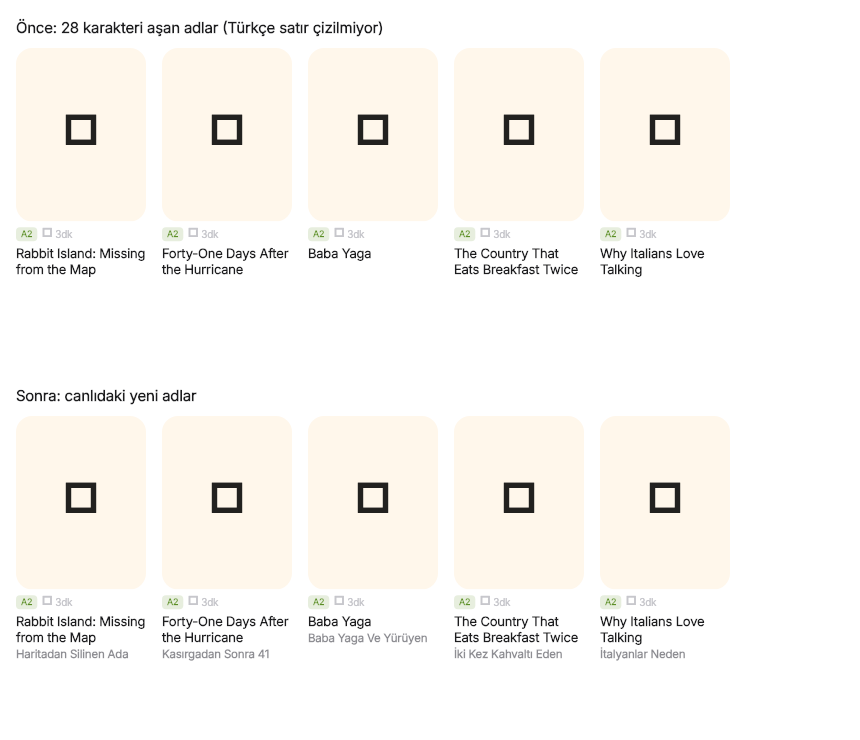 Önce: 28 karakteri aşan adlar (Türkçe satır çizilmiyor)
A2 3dk
Rabbit Island: Missing
from the Map
A2 3dk
Forty-One Days After
the Hurricane
A2 3dk
Baba Yaga
A2 3dk
The Country That
Eats Breakfast Twice
A2 3dk
Why Italians Love
Talking
Sonra: canlıdaki yeni adlar
A2 3dk
Rabbit Island: Missing
from the Map
Haritadan Silinen Ada
A2 3dk
Forty-One Days After
the Hurricane
Kasırgadan Sonra 41
A2 3dk
Baba Yaga
Baba Yaga Ve Yürüyen
A2 3dk
The Country That
Eats Breakfast Twice
İki Kez Kahvaltı Eden
A2 3dk
Why Italians Love
Talking
İtalyanlar Neden